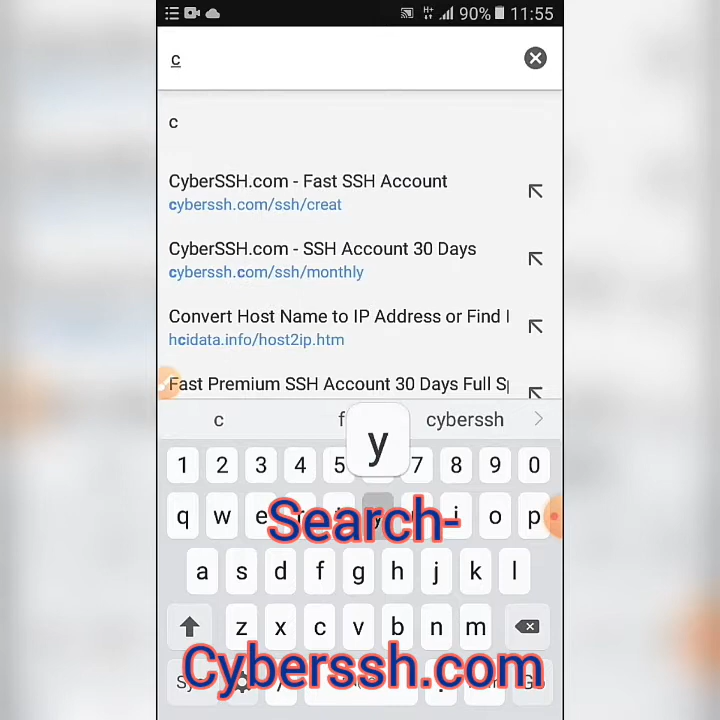 90% 11:55
c
c
CyberSSH.com - Fast SSH Account
cyberssh.com/ssh/creat
CyberSSH.com - SSH Account 30 Days
cyberssh.com/ssh/monthly
Convert Host Name to IP Address or Find
hcidata.info/host2ip.htm
Fast Premium SSH Account 30 Days Full
c f cyberssh
y
1 2 3 4 5 7 8 9 0
q w e i o p
Search-
a s d f g h j k l
z x c v b n m
Cyberssh.com